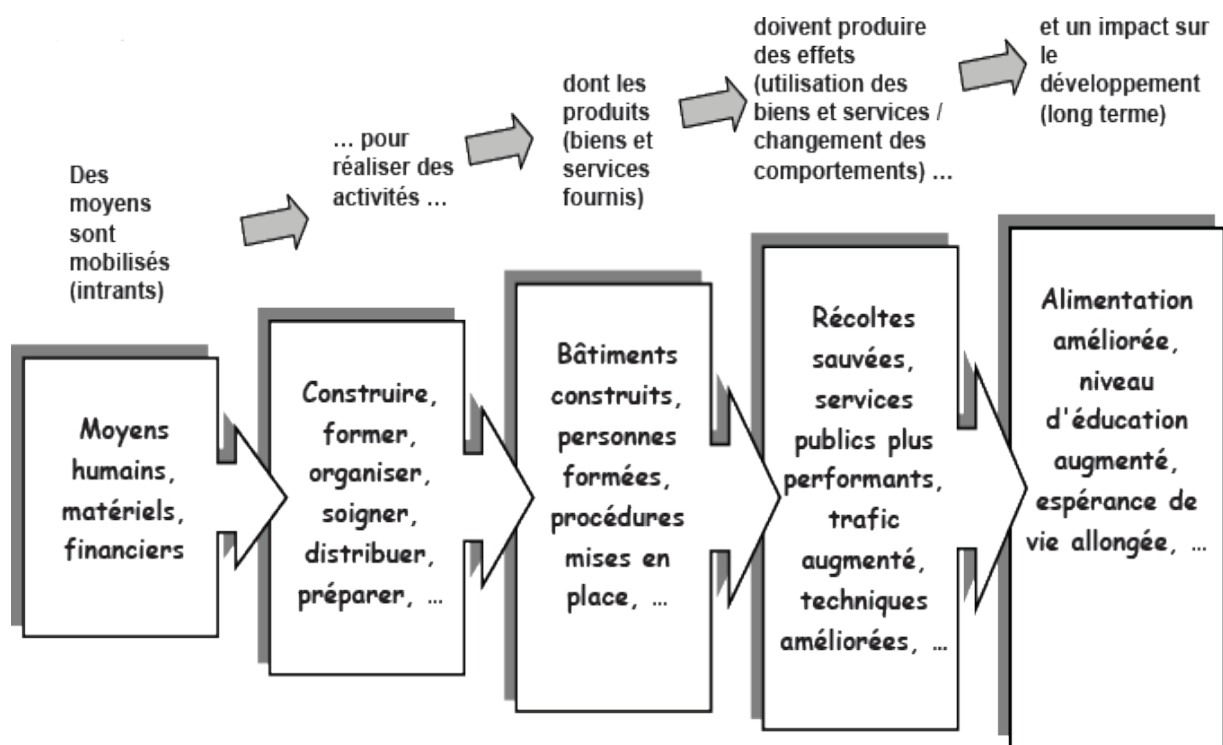 Des
moyens
sont
mobilisés
(intrants)
... pour
réaliser des
activités ...
dont les
produits
(biens et
services
fournis)
doivent produire
des effets
(utilisation des
biens et services /
changement des
comportements) ...
et un impact sur
le
développement
(long terme)
Moyens
humains,
matériels,
financiers
Construire,
former,
organiser,
soigner,
distribuer,
préparer, ...
Bâtiments
construits,
personnes
formées,
procédures
mises en
place, ...
Récoltes
sauvées,
services
publics plus
performants,
trafic
augmenté,
techniques
améliorées, ...
Alimentation
améliorée,
niveau
d'éducation
augmenté,
espérance de
vie allongée, ...